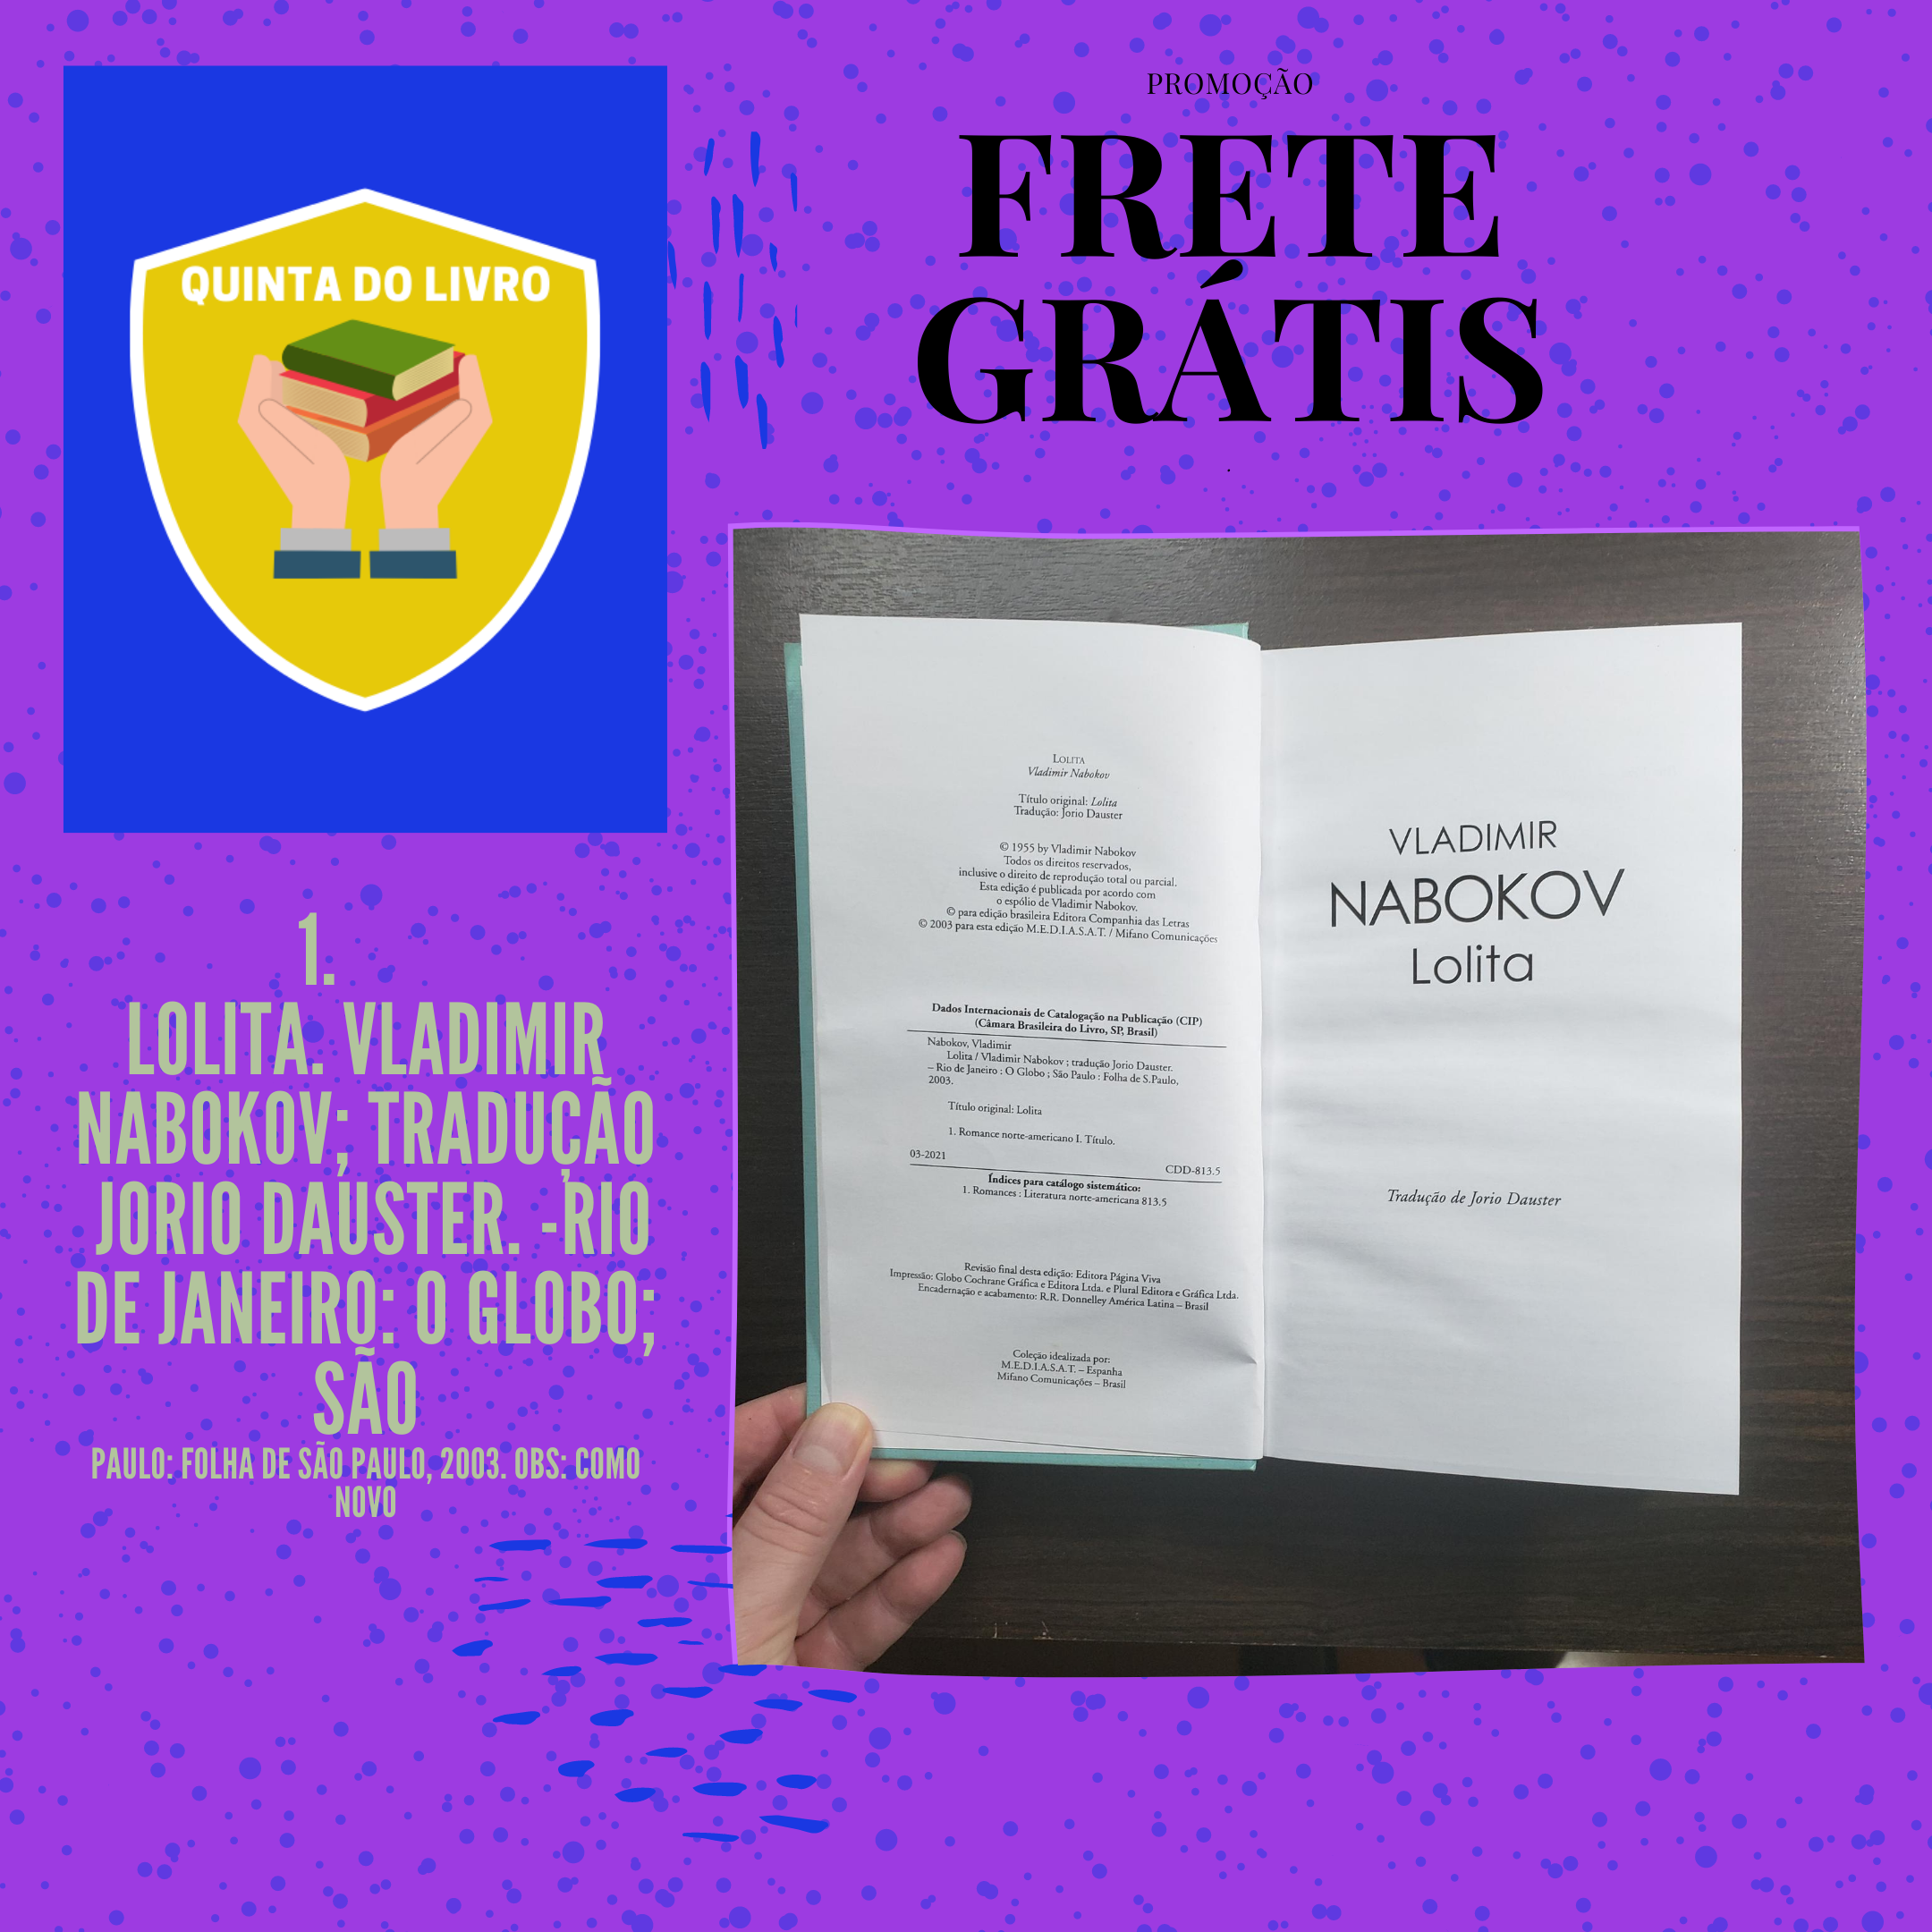 QUINTA DO LIVRO
PROMOÇÃO
FRETE
GRÁTIS
.
1.
LOLITA. VLADIMIR
NABOKOV; TRADUÇÃO
JORIO DAUSTER. -RIO
DE JANEIRO: O GLOBO;
SÃO
PAULO: FOLHA DE SÃO PAULO, 2003. OBS: COMO
NOVO
LOLITA
Vladimir Nabokov
Título original: Lolita
Tradução: Jorio Dauster
© 1955 by Vladimir Nabokov
Todos os direitos reservados,
inclusive o direito de reprodução total ou parcial.
Esta edição é publicada por acordo com
o espólio de Vladimir Nabokov.
© para edição brasileira Editora Companhia das Letras
© 2003 para esta edição M.E.D.I.A.S.A.T. / Mifano Comunicações
Dados Internacionais de Catalogação na Publicação (CIP)
(Câmara Brasileira do Livro, SP, Brasil)
Nabokov, Vladimir
Lolita / Vladimir Nabokov ; tradução Jorio Dauster.
– Rio de Janeiro : O Globo ; São Paulo : Folha de S.Paulo,
2003.
Título original: Lolita
1. Romance norte-americano I. Título.
03-2021 CDD-813.5
Índices para catálogo sistemático:
1. Romances : Literatura norte-americana 813.5
Revisão final desta edição: Editora Página Viva
Impressão: Globo Cochrane Gráfica e Editora Ltda. e Plural Editora e Gráfica Ltda.
Encadernação e acabamento: R.R. Donnelley América Latina – Brasil
Coleção idealizada por:
M.E.D.I.A.S.A.T. – Espanha
Mifano Comunicações – Brasil
VLADIMIR
NABOKOV
Lolita
Tradução de Jorio Dauster